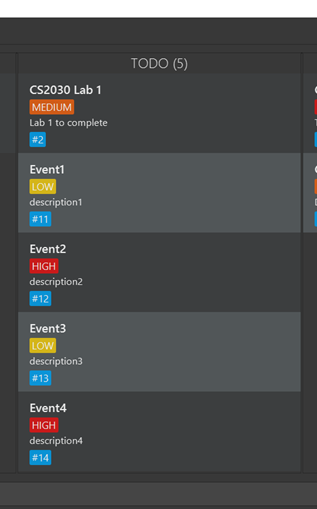 TODO (5)
CS2030 Lab 1
MEDIUM
Lab 1 to complete
#2
Event1
LOW
description1
#11
Event2
HIGH
description2
#12
Event3
LOW
description3
#13
Event4
HIGH
description4
#14